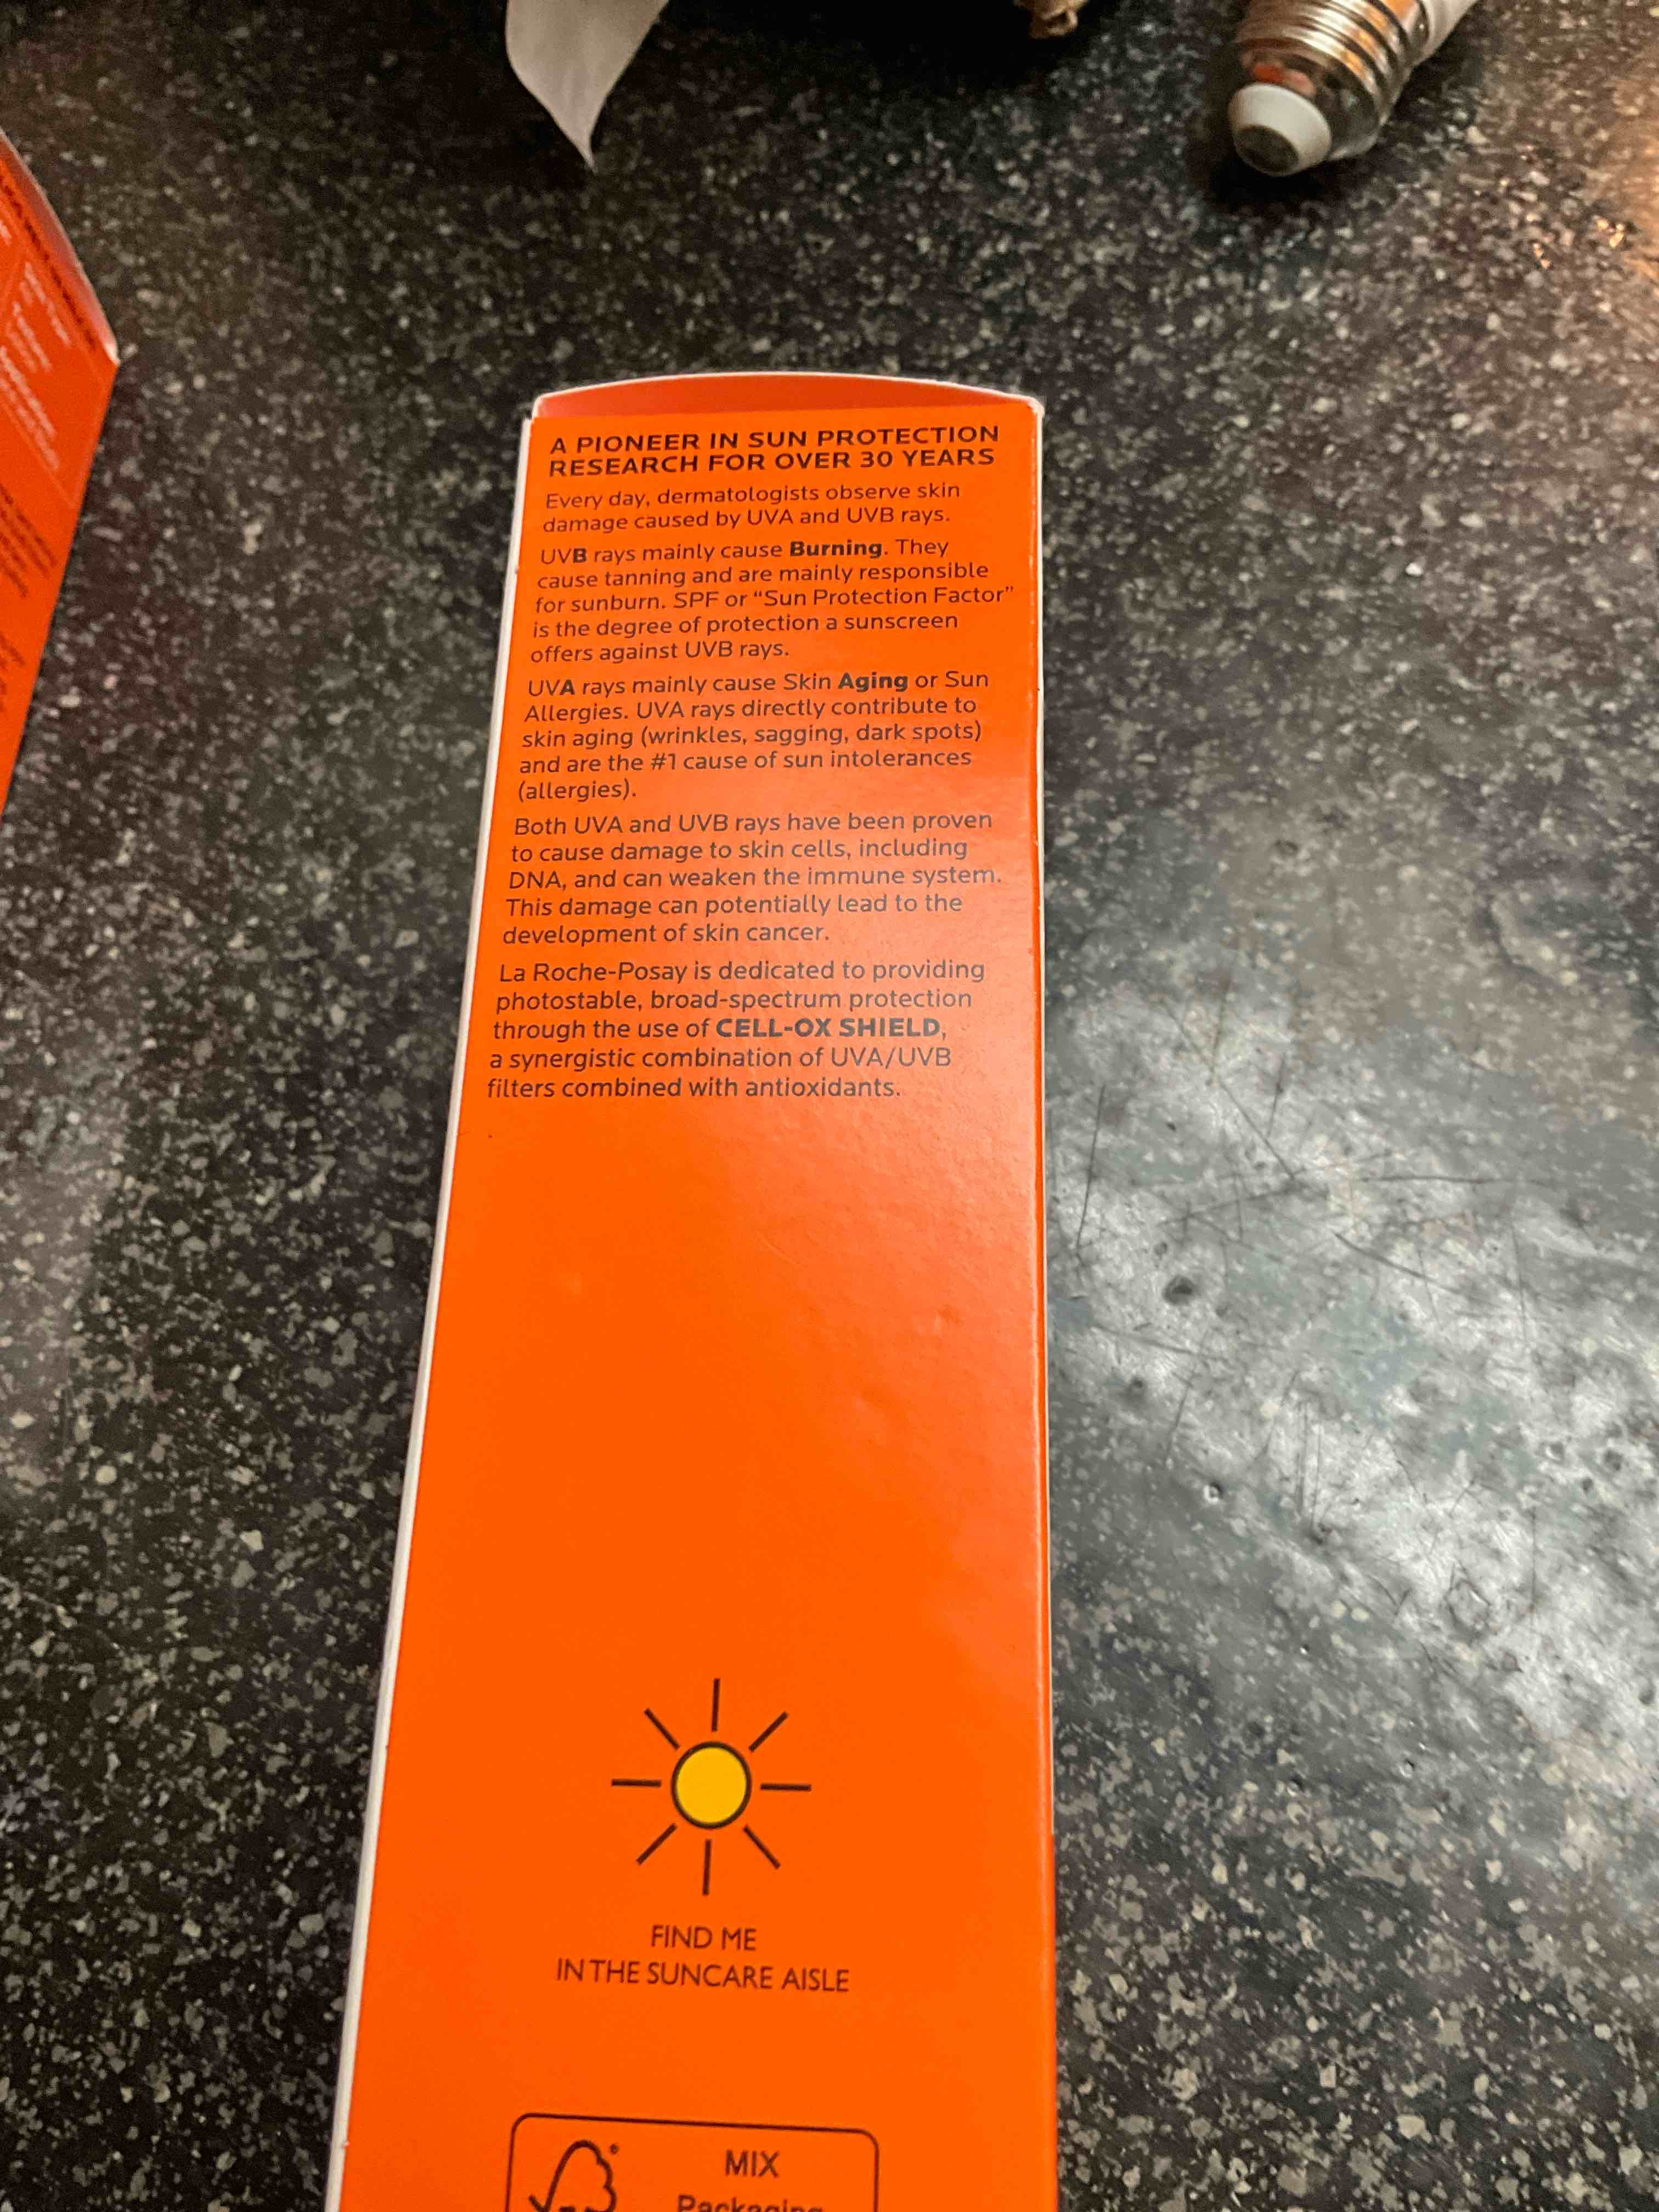 A PIONEER IN SUN PROTECTION
RESEARCH FOR OVER 30 YEARS
Every day, dermatologists observe skin
damage caused by UVA and UVB rays.
UVB rays mainly cause Burning. They
cause tanning and are mainly responsible
for sunburn. SPF or “Sun Protection Factor”
is the degree of protection a sunscreen
offers against UVB rays.
UVA rays mainly cause Skin Aging or Sun
Allergies. UVA rays directly contribute to
skin aging (wrinkles, sagging, dark spots)
and are the #1 cause of sun intolerances
(allergies).
Both UVA and UVB rays have been proven
to cause damage to skin cells, including
DNA, and can weaken the immune system.
This damage can potentially lead to the
development of skin cancer.
La Roche-Posay is dedicated to providing
photostable, broad-spectrum protection
through the use of CELL-OX SHIELD,
a synergistic combination of UVA/UVB
filters combined with antioxidants.
FIND ME
IN THE SUNCARE AISLE
MIX
Packaging